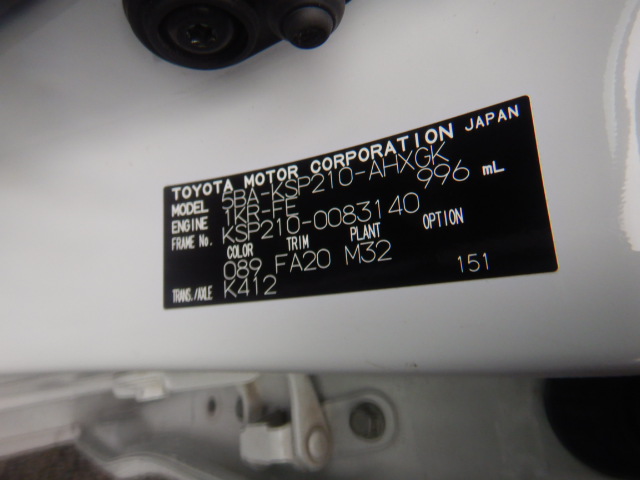 TOYOTA MOTOR CORPORATION JAPAN
MODEL 5BA-KSP210-AHXGK
ENGINE 1KR-FE 996 mL
FRAME No. KSP210-0083140
COLOR TRIM PLANT OPTION
089 FA20 M32
TRANS./AXLE K412 151